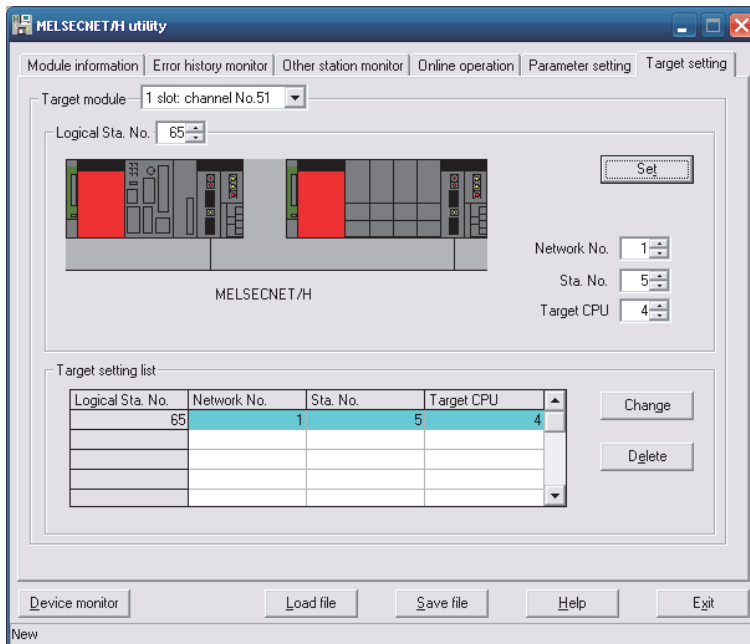 MELSECNET/H utility
Module information Error history monitor Other station monitor Online operation Parameter setting Target setting
Target module 1 slot: channel No.51
Logical Sta. No. 65
Set
Network No. 1
Sta. No. 5
Target CPU 4
MELSECNET/H
Target setting list
Logical Sta. No. Network No. Sta. No. Target CPU
65 1 5 4
Change
Delete
Device monitor Load file Save file Help Exit
New